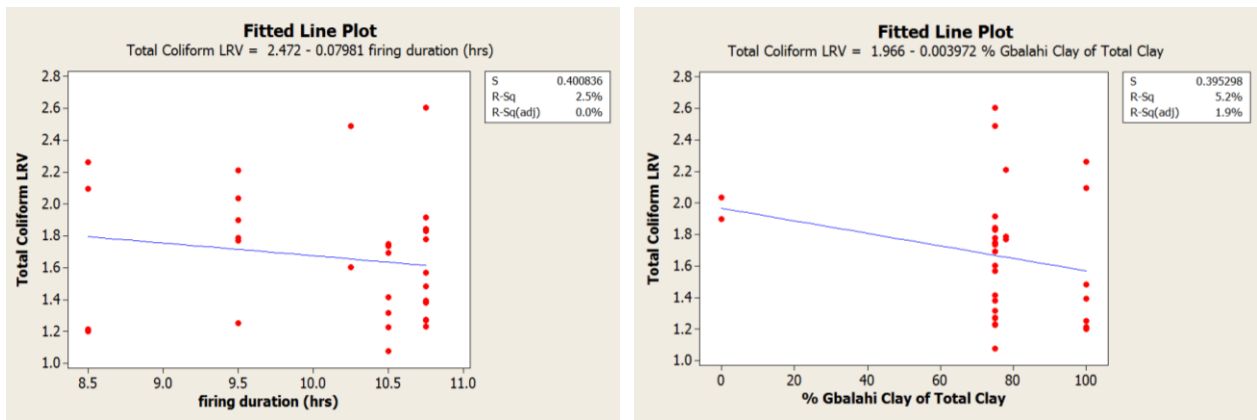 Fitted Line Plot
Total Coliform LRV = 2.472 - 0.07981 firing duration (hrs)
S 0.400836
R-Sq 2.5%
R-Sq(adj) 0.0%
2.8
2.6
2.4
2.2
2.0
1.8
1.6
1.4
1.2
1.0
Total Coliform LRV
8.5 9.0 9.5 10.0 10.5 11.0
firing duration (hrs)
Fitted Line Plot
Total Coliform LRV = 1.966 - 0.003972 % Gbalahi Clay of Total Clay
S 0.395298
R-Sq 5.2%
R-Sq(adj) 1.9%
2.8
2.6
2.4
2.2
2.0
1.8
1.6
1.4
1.2
1.0
Total Coliform LRV
0 20 40 60 80 100
% Gbalahi Clay of Total Clay